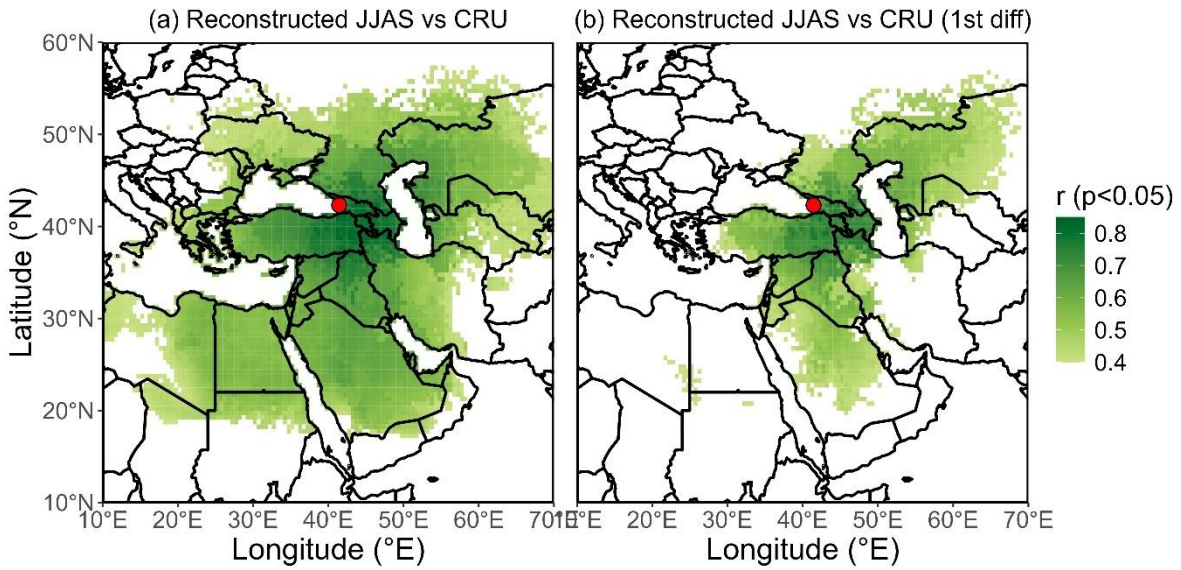 (a) Reconstructed JJAS vs CRU
(b) Reconstructed JJAS vs CRU (1st diff)
60°N
50°N
40°N
30°N
20°N
10°N
Latitude (°N)
10°E 20°E 30°E 40°E 50°E 60°E 70°E
20°E 30°E 40°E 50°E 60°E 70°E
Longitude (°E)
Longitude (°E)
r (p<0.05)
0.8
0.7
0.6
0.5
0.4